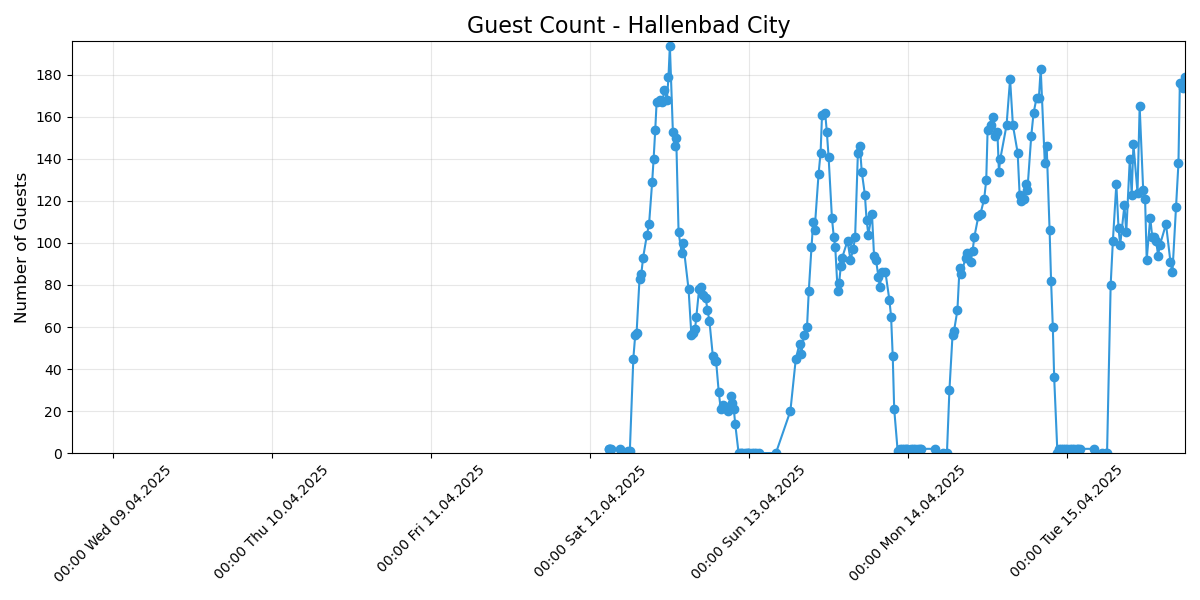 Guest Count - Hallenbad City
Number of Guests
180
160
140
120
100
80
60
40
20
0
00:00 Wed 09.04.2025
00:00 Thu 10.04.2025
00:00 Fri 11.04.2025
00:00 Sat 12.04.2025
00:00 Sun 13.04.2025
00:00 Mon 14.04.2025
00:00 Tue 15.04.2025